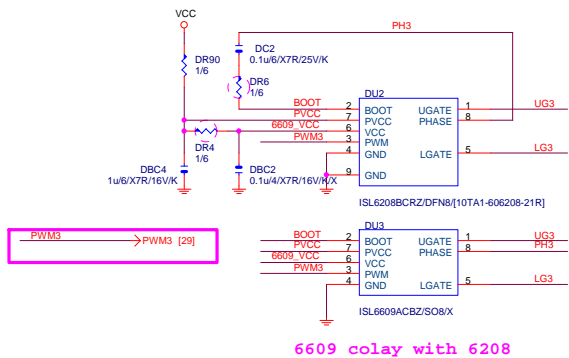 VCC
PH3
DR90
1/6
DC2
0.1u/6/X7R/25V/K
DR6
1/6
DU2
BOOT 2 BOOT UGATE 1 UG3
PVCC 7 PVCC PHASE 8
6609_VCC 6 VCC
PWM3 3 PWM
4 GND LGATE 5 LG3
9 GND
DR4
1/6
DBC4
1u/6/X7R/16V/K
DBC2
0.1u/4/X7R/16V/K/X
ISL6208BCRZ/DFN8/[10TA1-606208-21R]
PWM3 PWM3 [29]
DU3
BOOT 2 BOOT UGATE 1 UG3
PVCC 7 PVCC PHASE 8 PH3
6609_VCC 6 VCC
PWM3 3 PWM
4 GND LGATE 5 LG3
ISL6609ACBZ/SO8/X
6609 colay with 6208